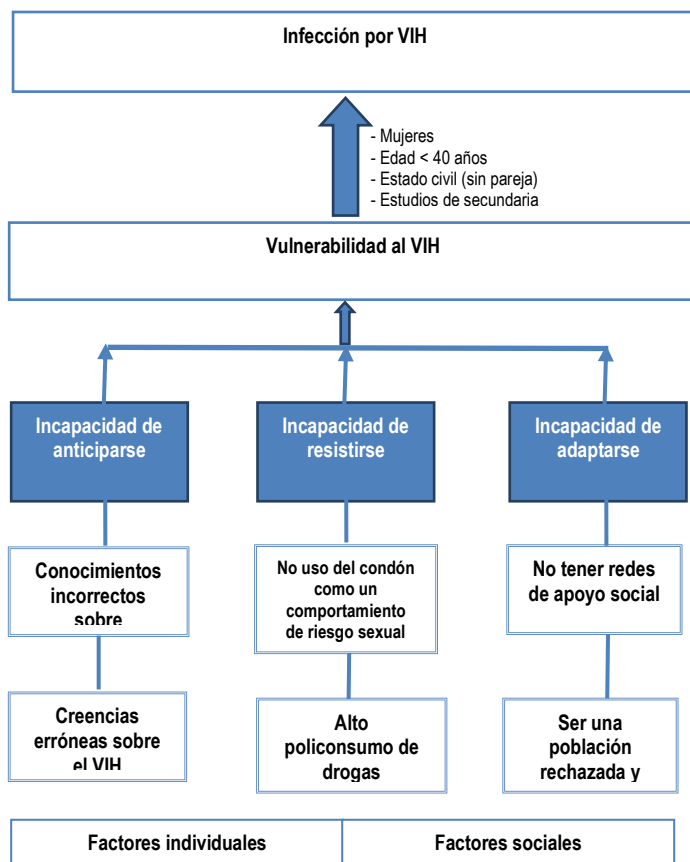 Infección por VIH
- Mujeres
- Edad < 40 años
- Estado civil (sin pareja)
- Estudios de secundaria
Vulnerabilidad al VIH
Incapacidad de
anticiparse
Incapacidad de
resistirse
Incapacidad de
adaptarse
Conocimientos
incorrectos
sobre
No uso del condón
como un
comportamiento
de riesgo sexual
No tener redes
de apoyo social
Creencias
erróneas sobre
el VIH
Alto
policonsumo de
drogas
Ser una
población
rechazada y
Factores individuales
Factores sociales